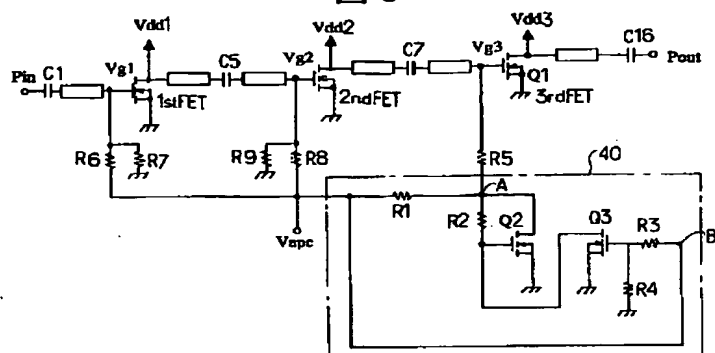 Vdd1
Vdd2
Vdd3
Pin
C1
Vg1
1stFET
C5
Vg2
2ndFET
C7
Vg3
Q1
3rdFET
C16
Pout
R6
R7
R9
R8
R5
40
R1
A
R2
Q2
Q3
R3
B
R4
Vapc